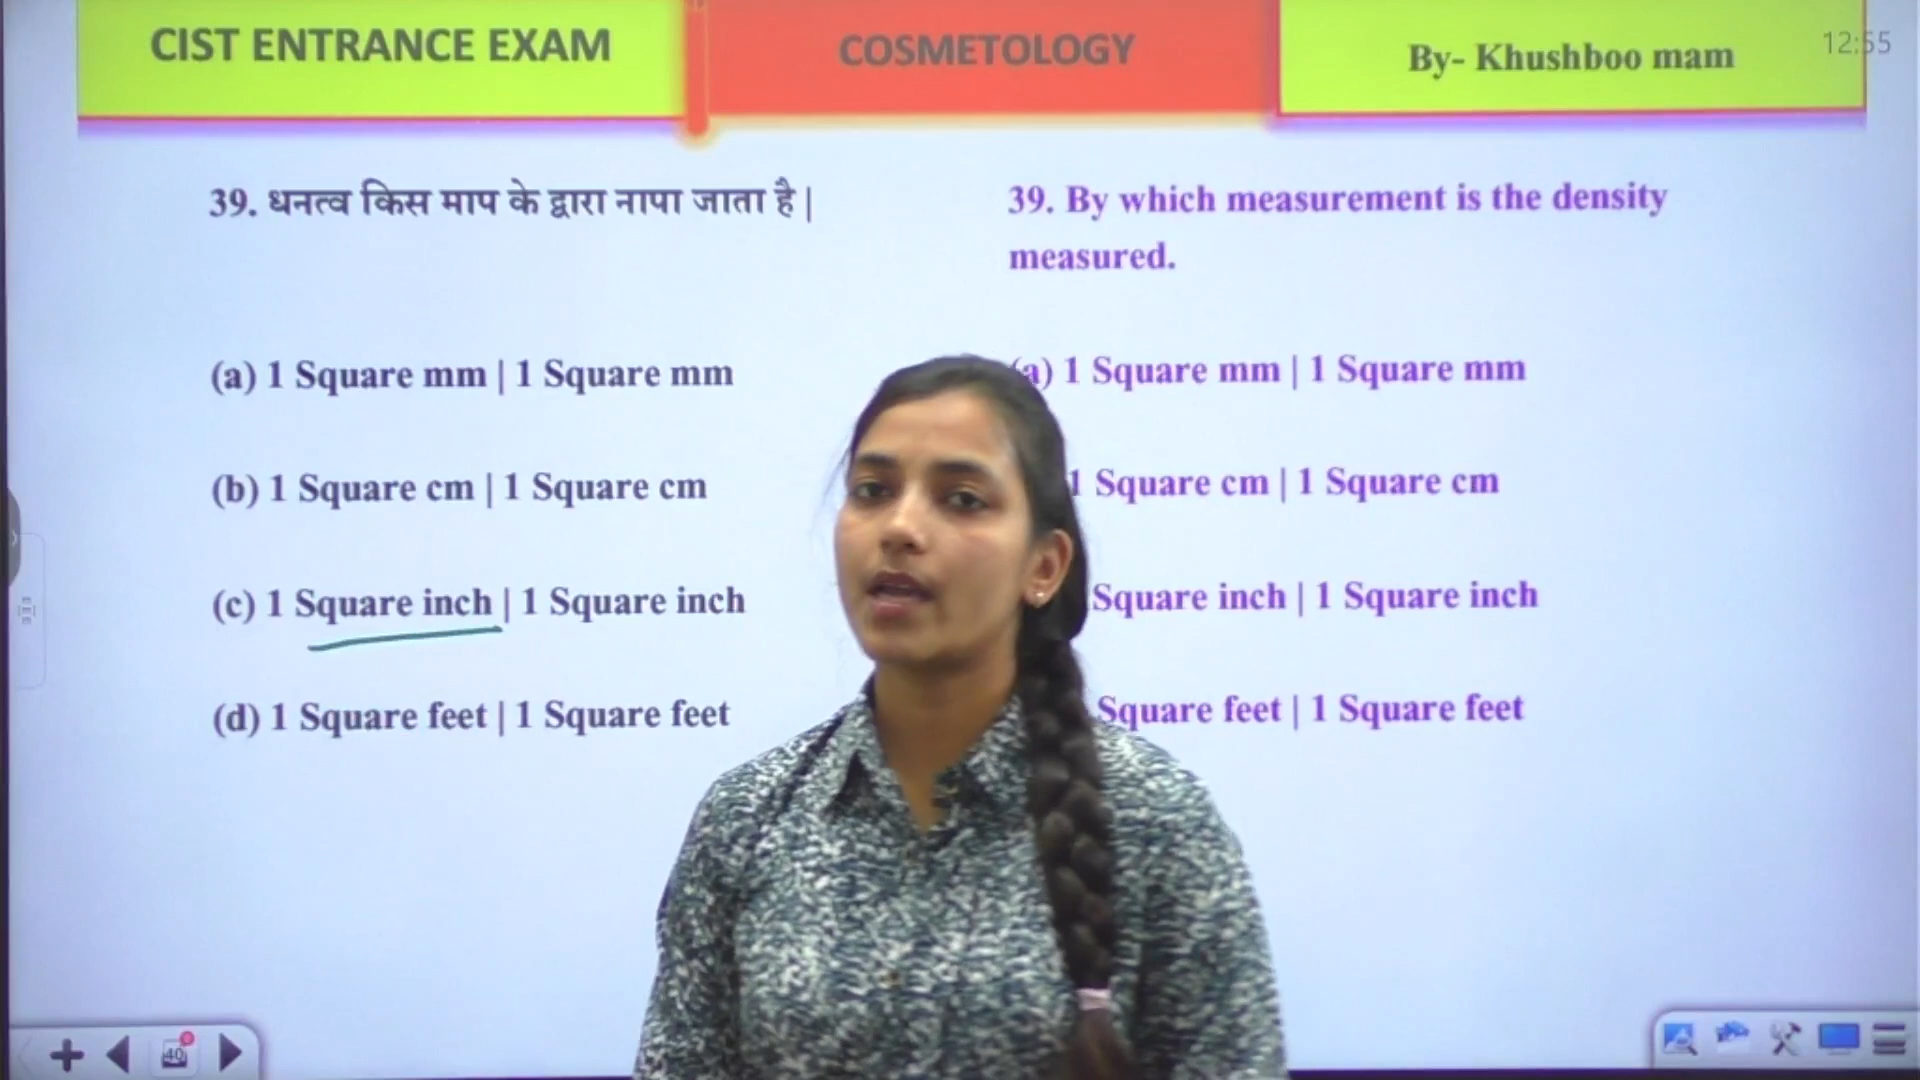 CIST ENTRANCE EXAM
COSMETOLOGY
By- Khushboo mam
12:55
39. धनत्व किस माप के द्वारा नापा जाता है |
(a) 1 Square mm | 1 Square mm
(b) 1 Square cm | 1 Square cm
(c) 1 Square inch | 1 Square inch
(d) 1 Square feet | 1 Square feet
39. By which measurement is the density
measured.
(a) 1 Square mm | 1 Square mm
1 Square cm | 1 Square cm
Square inch | 1 Square inch
Square feet | 1 Square feet
40